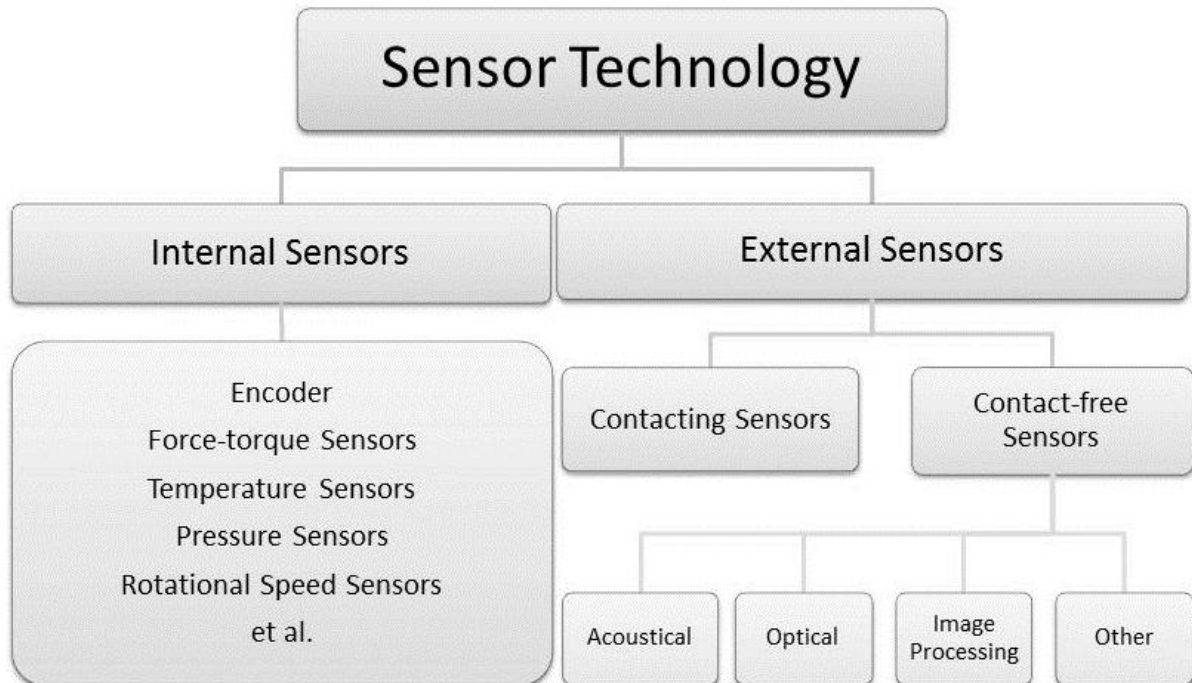 Sensor Technology
Internal Sensors
External Sensors
Encoder
Force-torque Sensors
Temperature Sensors
Pressure Sensors
Rotational Speed Sensors
et al.
Contacting Sensors
Contact-free
Sensors
Acoustical
Optical
Image
Processing
Other